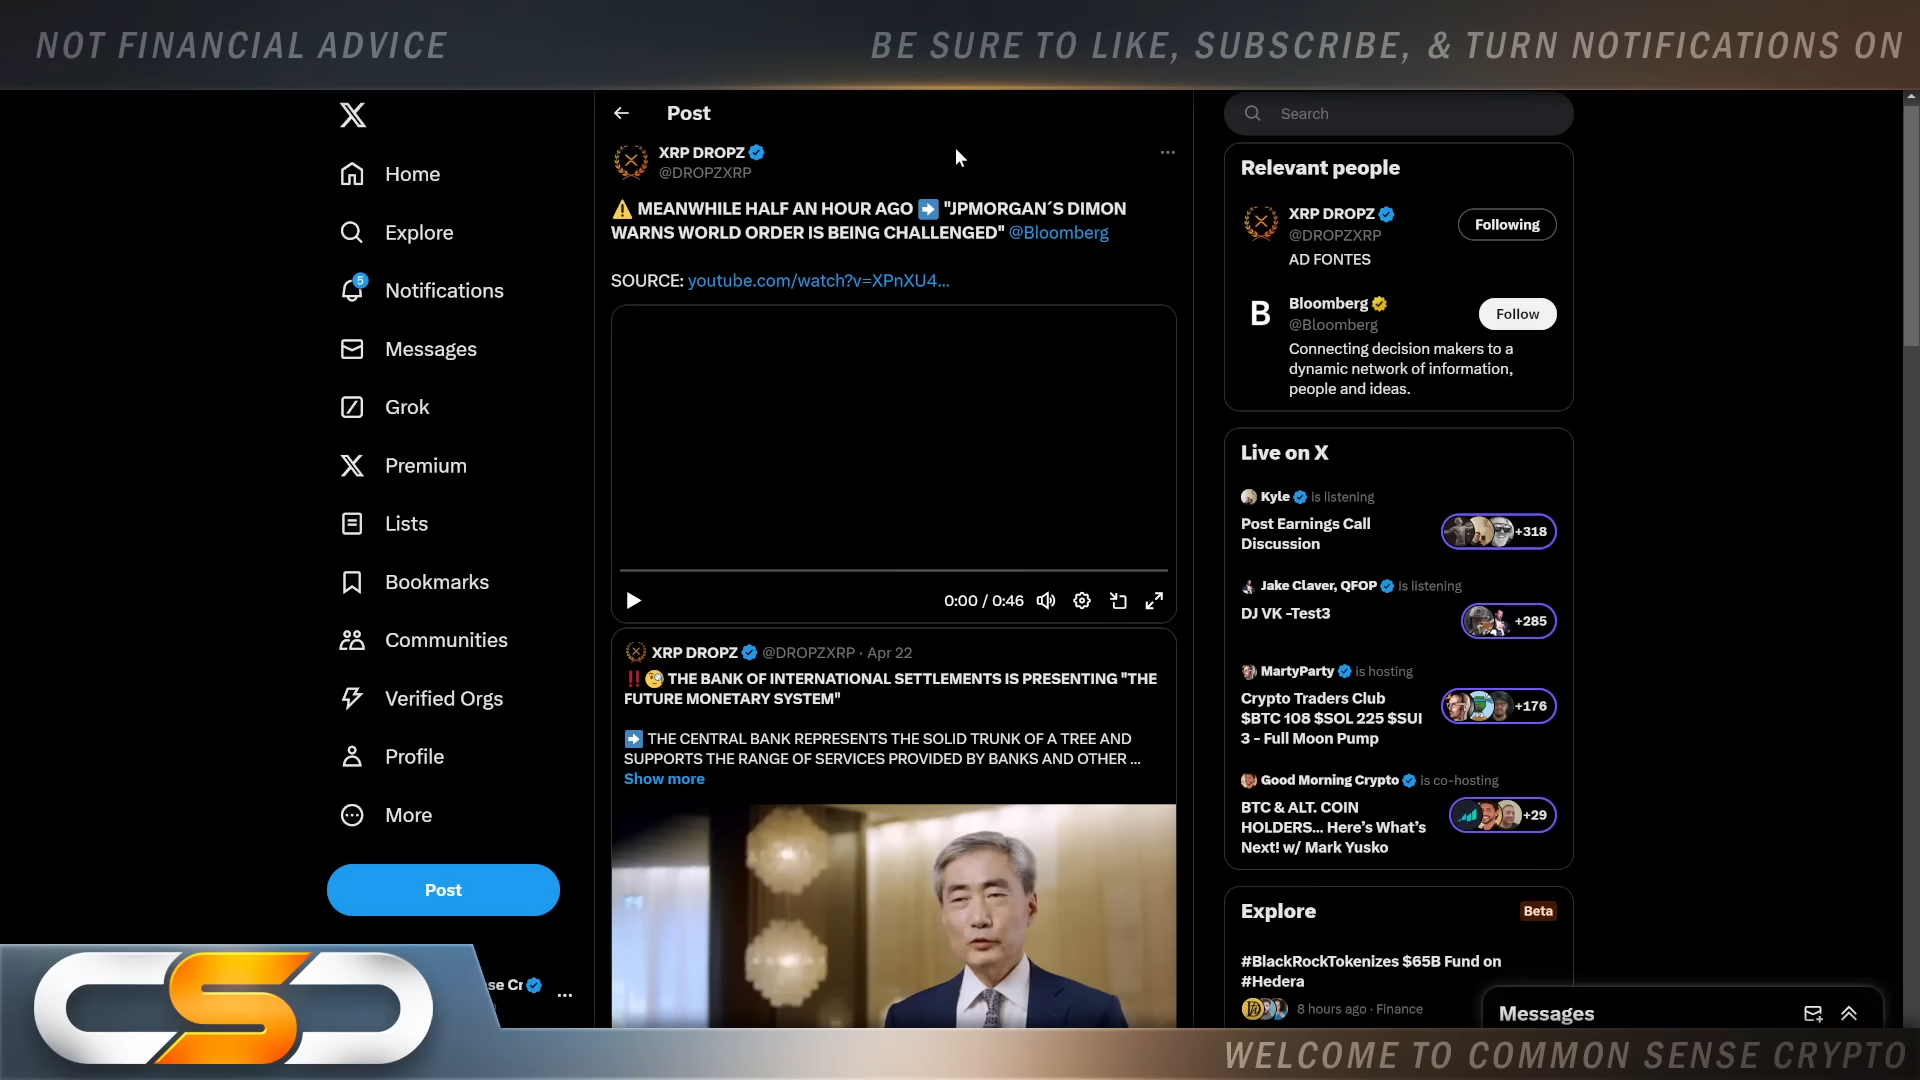 NOT FINANCIAL ADVICE
BE SURE TO LIKE, SUBSCRIBE, & TURN NOTIFICATIONS ON
Home
Explore
5
Notifications
Messages
Grok
Premium
Lists
Bookmarks
Communities
Verified Orgs
Profile
More
Post
se Cr
Post
XRP DROPZ
@DROPZXRP
MEANWHILE HALF AN HOUR AGO ➡ "JPMORGAN´S DIMON
WARNS WORLD ORDER IS BEING CHALLENGED" @Bloomberg
SOURCE: youtube.com/watch?v=XPnXU4...
0:00 / 0:46
XRP DROPZ @DROPZXRP · Apr 22
‼ THE BANK OF INTERNATIONAL SETTLEMENTS IS PRESENTING "THE
FUTURE MONETARY SYSTEM"
➡ THE CENTRAL BANK REPRESENTS THE SOLID TRUNK OF A TREE AND
SUPPORTS THE RANGE OF SERVICES PROVIDED BY BANKS AND OTHER ...
Show more
Search
Relevant people
XRP DROPZ
@DROPZXRP
Following
AD FONTES
B
Bloomberg
@Bloomberg
Follow
Connecting decision makers to a
dynamic network of information,
people and ideas.
Live on X
Kyle is listening
Post Earnings Call
Discussion
+318
Jake Claver, QFOP is listening
DJ VK -Test3
+285
MartyParty is hosting
Crypto Traders Club
$BTC 108 $SOL 225 $SUI
3 - Full Moon Pump
+176
Good Morning Crypto is co-hosting
BTC & ALT. COIN
HOLDERS... Here’s What’s
Next! w/ Mark Yusko
+29
Explore
Beta
#BlackRockTokenizes $65B Fund on
#Hedera
8 hours ago · Finance
Messages
CSC
WELCOME TO COMMON SENSE CRYPTO